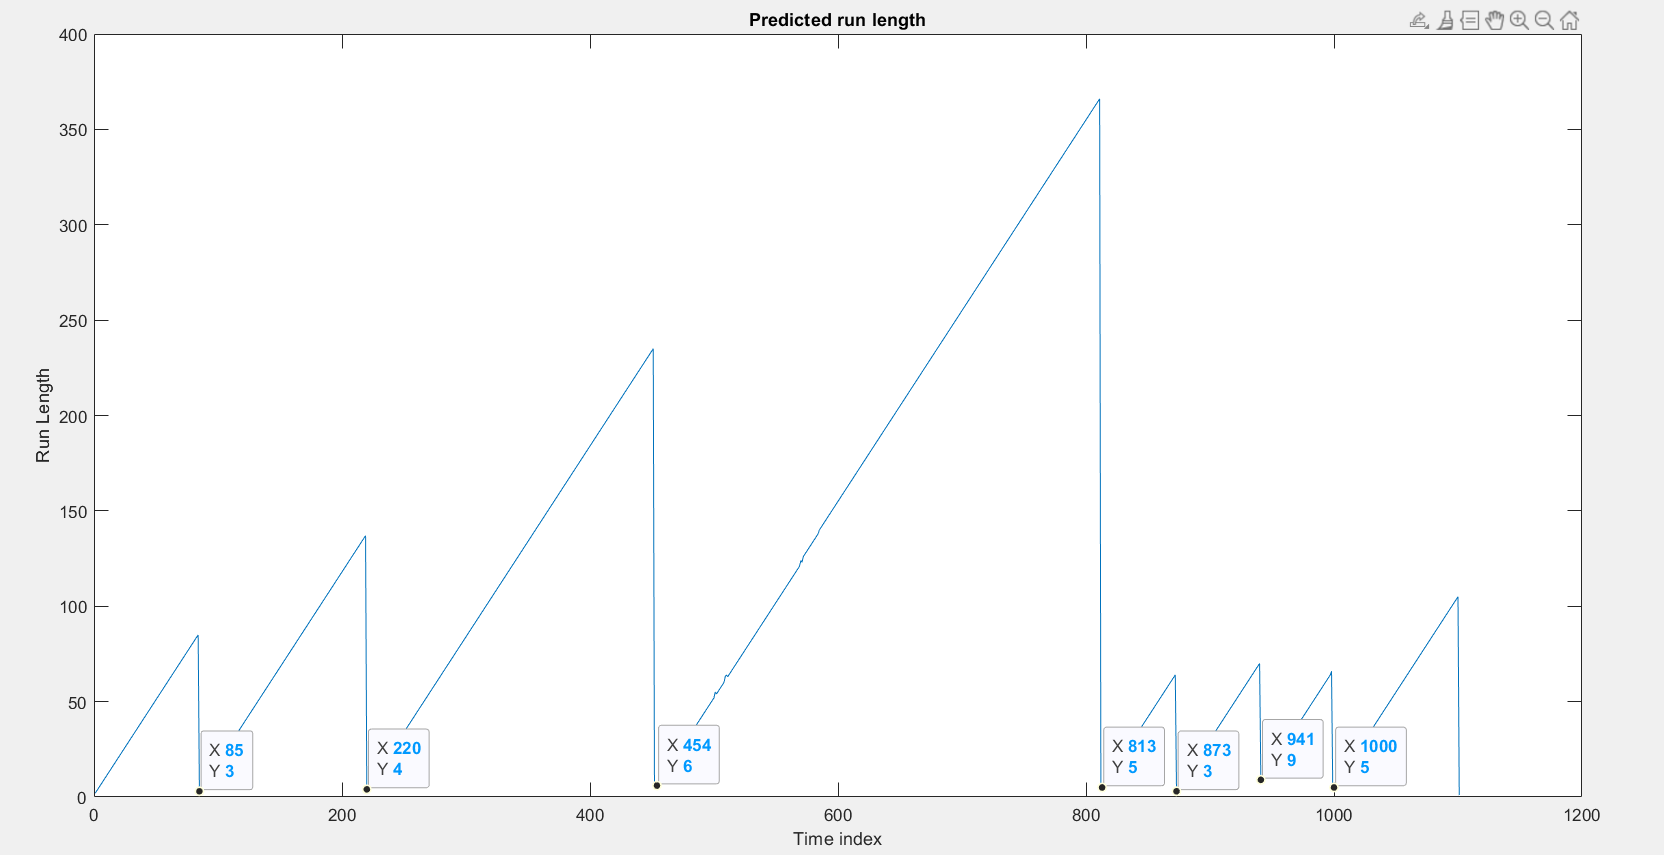 Predicted run length
400
350
300
250
200
150
100
50
0
Run Length
X 85
Y 3
X 220
Y 4
X 454
Y 6
X 813
Y 5
X 873
Y 3
X 941
Y 9
X 1000
Y 5
0 200 400 600 800 1000 1200
Time index